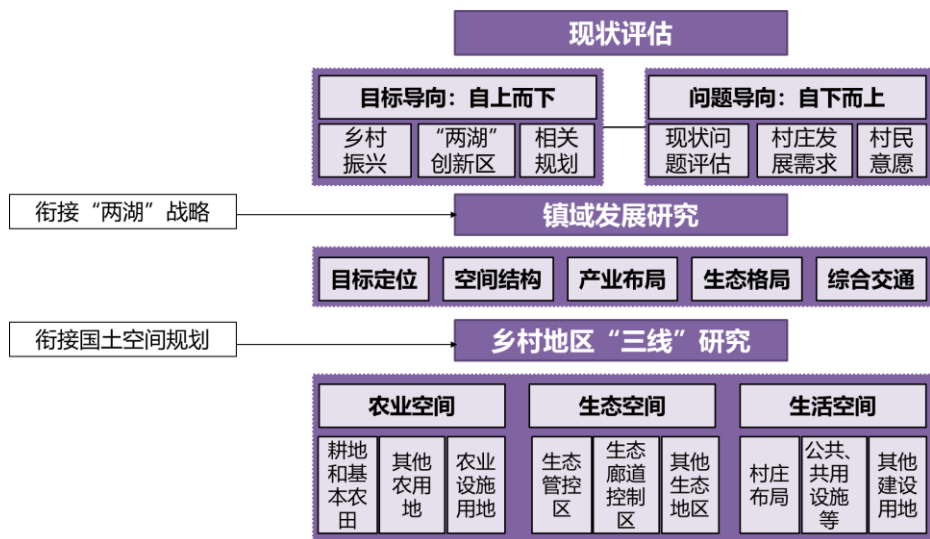 现状评估
目标导向：自上而下
乡村
振兴
“两湖”
创新区
相关
规划
问题导向：自下而上
现状问
题评估
村庄发
展需求
村民
意愿
衔接“两湖”战略
镇域发展研究
目标定位
空间结构
产业布局
生态格局
综合交通
衔接国土空间规划
乡村地区“三线”研究
农业空间
耕地
和基
本农
田
其他
农用
地
农业
设施
用地
生态空间
生态
管控
区
生态
廊道
控制
区
其他
生态
地区
生活空间
村庄
布局
公共、
共用
设施
等
其他
建设
用地